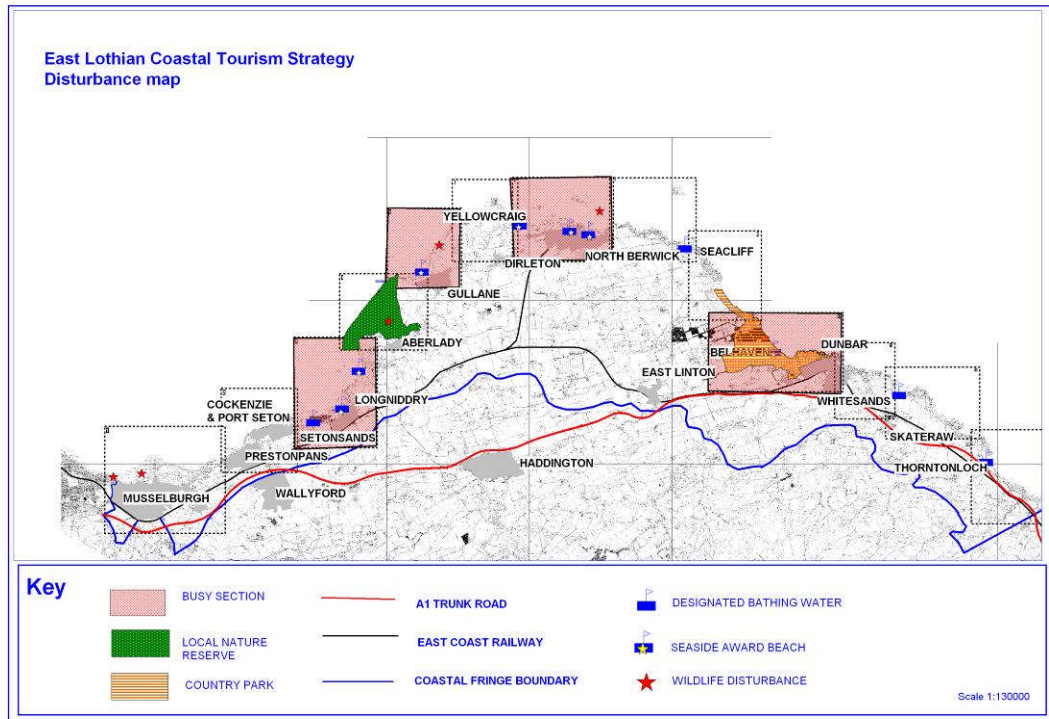 East Lothian Coastal Tourism Strategy
Disturbance map
YELLOWCRAIG
DIRLETON
NORTH BERWICK
SEACLIFF
GULLANE
ABERLADY
BELHAVEN
DUNBAR
EAST LINTON
WHITESANDS
LONGNIDDRY
COCKENZIE
& PORT SETON
SETONSANDS
PRESTONPANS
SKATERAW
THORNTONLOCH
HADDINGTON
WALLYFORD
MUSSELBURGH
Key
BUSY SECTION
A1 TRUNK ROAD
DESIGNATED BATHING WATER
LOCAL NATURE
RESERVE
EAST COAST RAILWAY
SEASIDE AWARD BEACH
COUNTRY PARK
COASTAL FRINGE BOUNDARY
WILDLIFE DISTURBANCE
Scale 1:130000